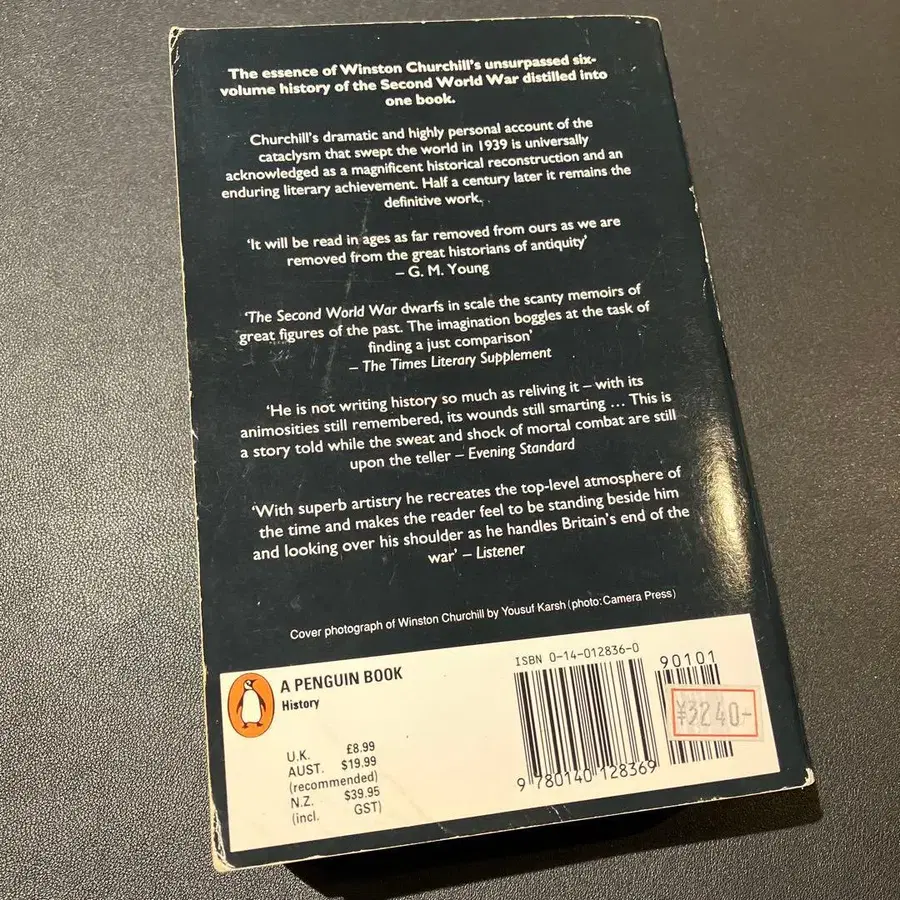 The essence of Winston Churchill's unsurpassed six-
volume history of the Second World War distilled into
one book.
Churchill's dramatic and highly personal account of the
cataclysm that swept the world in 1939 is universally
acknowledged as a magnificent historical reconstruction and an
enduring literary achievement. Half a century later it remains the
definitive work.
'It will be read in ages as far removed from ours as we are
removed from the great historians of antiquity'
– G. M. Young
'The Second World War dwarfs in scale the scanty memoirs of
great figures of the past. The imagination boggles at the task of
finding a just comparison'
– The Times Literary Supplement
'He is not writing history so much as reliving it – with its
animosities still remembered, its wounds still smarting ... This is
a story told while the sweat and shock of mortal combat are still
upon the teller – Evening Standard
'With superb artistry he recreates the top-level atmosphere of
the time and makes the reader feel to be standing beside him
and looking over his shoulder as he handles Britain's end of the
war' – Listener
Cover photograph of Winston Churchill by Yousuf Karsh (photo: Camera Press)
A PENGUIN BOOK
History
U.K. £8.99
AUST. $19.99
(recommended)
N.Z. $39.95
(incl. GST)
ISBN 0-14-012836-0
90101
¥3240-
9 780140 128369